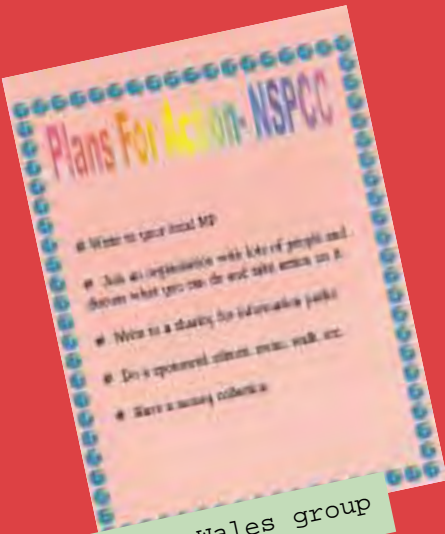 Plans For Action- NSPCC
Write to your local MP
Join an organisation with lots of people and
discuss what you can do and take action on it
Write to a charity for information packs
Do a sponsored silence, swim, walk, etc.
Have a money collection
Wales group